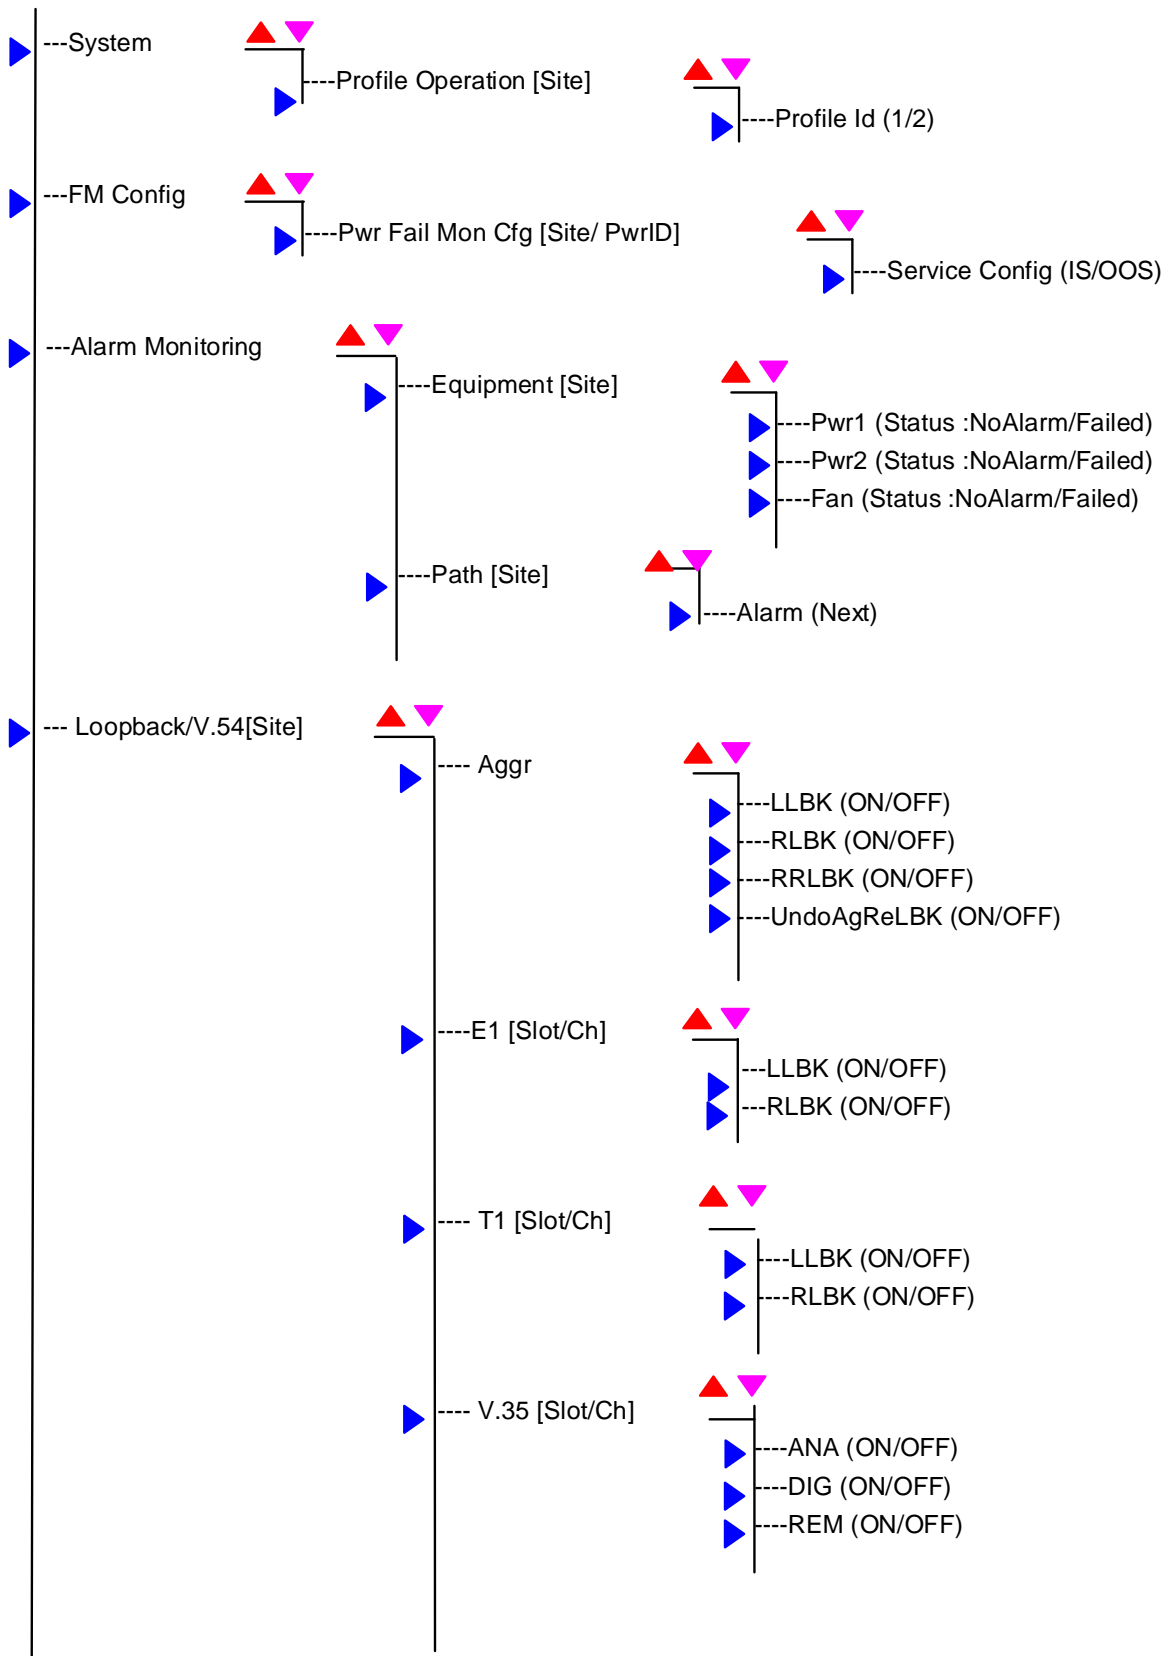 ---System
----Profile Operation [Site]
----Profile Id (1/2)
---FM Config
----Pwr Fail Mon Cfg [Site/ PwrID]
----Service Config (IS/OOS)
---Alarm Monitoring
----Equipment [Site]
----Pwr1 (Status :NoAlarm/Failed)
----Pwr2 (Status :NoAlarm/Failed)
----Fan (Status :NoAlarm/Failed)
----Path [Site]
----Alarm (Next)
--- Loopback/V.54[Site]
---- Aggr
----LLBK (ON/OFF)
----RLBK (ON/OFF)
----RRLBK (ON/OFF)
----UndoAgReLBK (ON/OFF)
----E1 [Slot/Ch]
---LLBK (ON/OFF)
---RLBK (ON/OFF)
---- T1 [Slot/Ch]
----LLBK (ON/OFF)
----RLBK (ON/OFF)
---- V.35 [Slot/Ch]
----ANA (ON/OFF)
----DIG (ON/OFF)
----REM (ON/OFF)